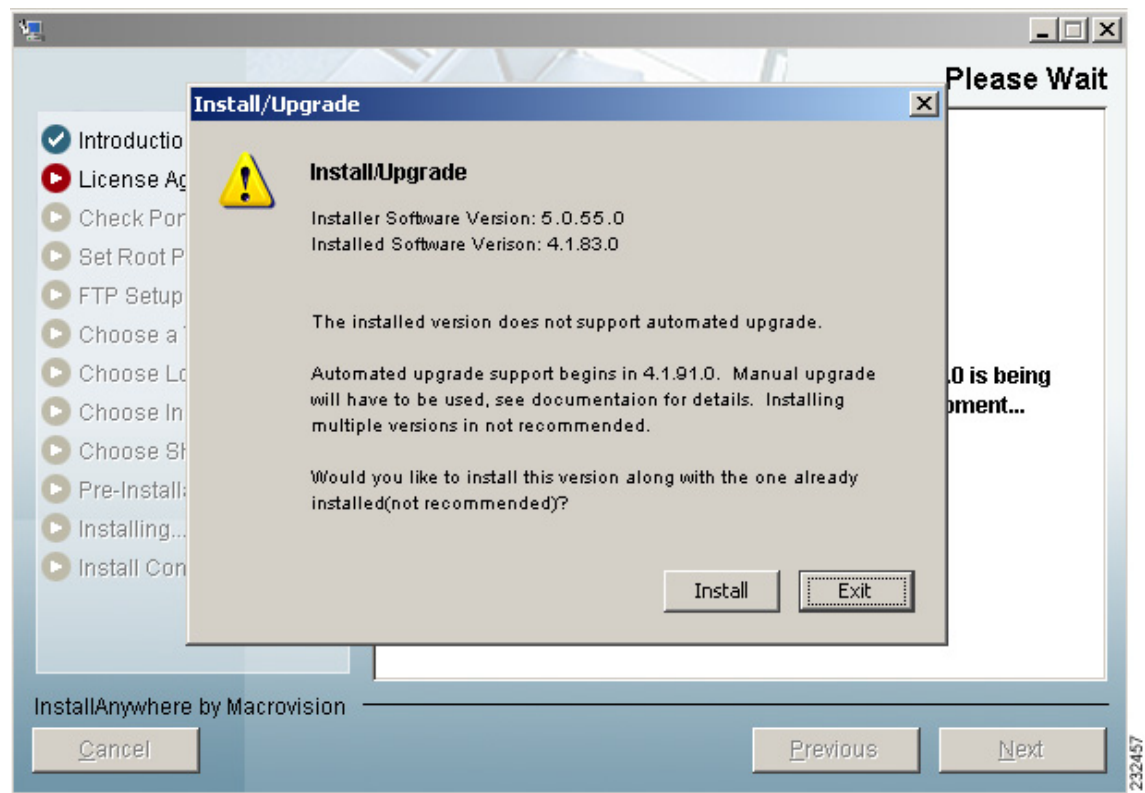 Please Wait
Introductio
License Ag
Check Por
Set Root P
FTP Setup
Choose a
Choose Lo
Choose In
Choose Sh
Pre-Install
Installing...
Install Con
Install/Upgrade
Install/Upgrade
Installer Software Version: 5.0.55.0
Installed Software Verison: 4.1.83.0
The installed version does not support automated upgrade.
Automated upgrade support begins in 4.1.91.0. Manual upgrade
will have to be used, see documentaion for details. Installing
multiple versions in not recommended.
Would you like to install this version along with the one already
installed(not recommended)?
Install
Exit
.0 is being
pment...
InstallAnywhere by Macrovision
Cancel
Previous
Next
232457